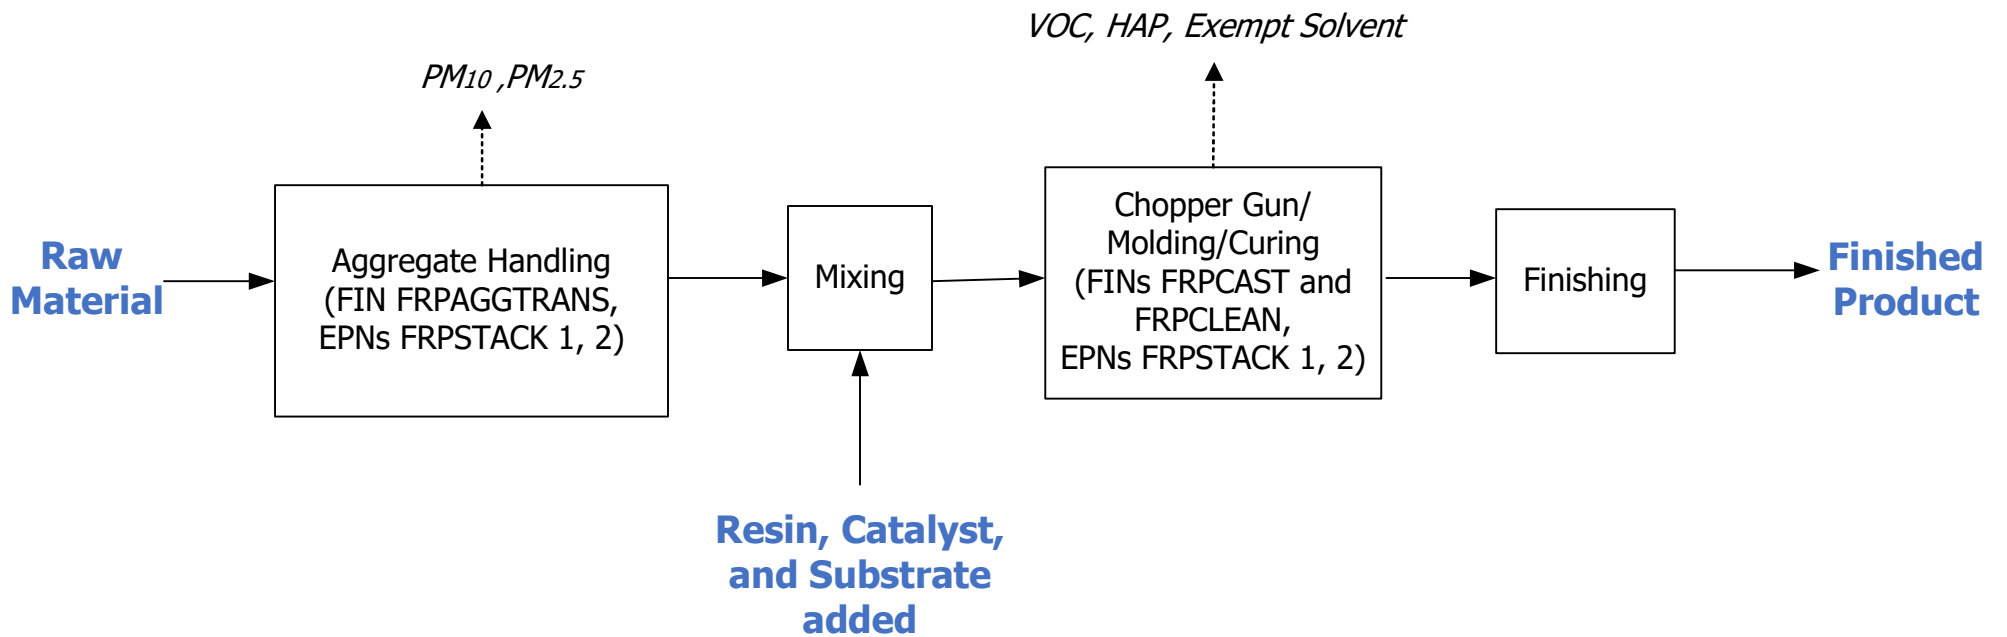 VOC, HAP, Exempt Solvent
PM10 ,PM2.5
Raw
Material
Aggregate Handling
(FIN FRPAGGTRANS,
EPNs FRPSTACK 1, 2)
Mixing
Chopper Gun/
Molding/Curing
(FINs FRPCAST and
FRPCLEAN,
EPNs FRPSTACK 1, 2)
Finishing
Finished
Product
Resin, Catalyst,
and Substrate
added